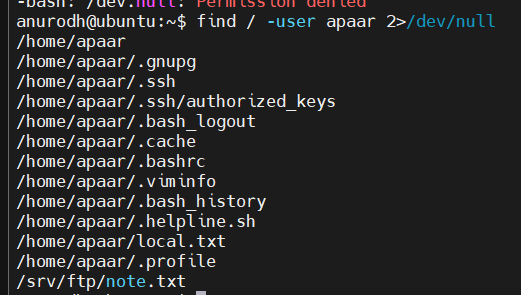 -bash: /dev.null: Permission denied
anurodh@ubuntu:~$ find / -user apaar 2>/dev/null
/home/apaar
/home/apaar/.gnupg
/home/apaar/.ssh
/home/apaar/.ssh/authorized_keys
/home/apaar/.bash_logout
/home/apaar/.cache
/home/apaar/.bashrc
/home/apaar/.viminfo
/home/apaar/.bash_history
/home/apaar/.helpline.sh
/home/apaar/local.txt
/home/apaar/.profile
/srv/ftp/note.txt